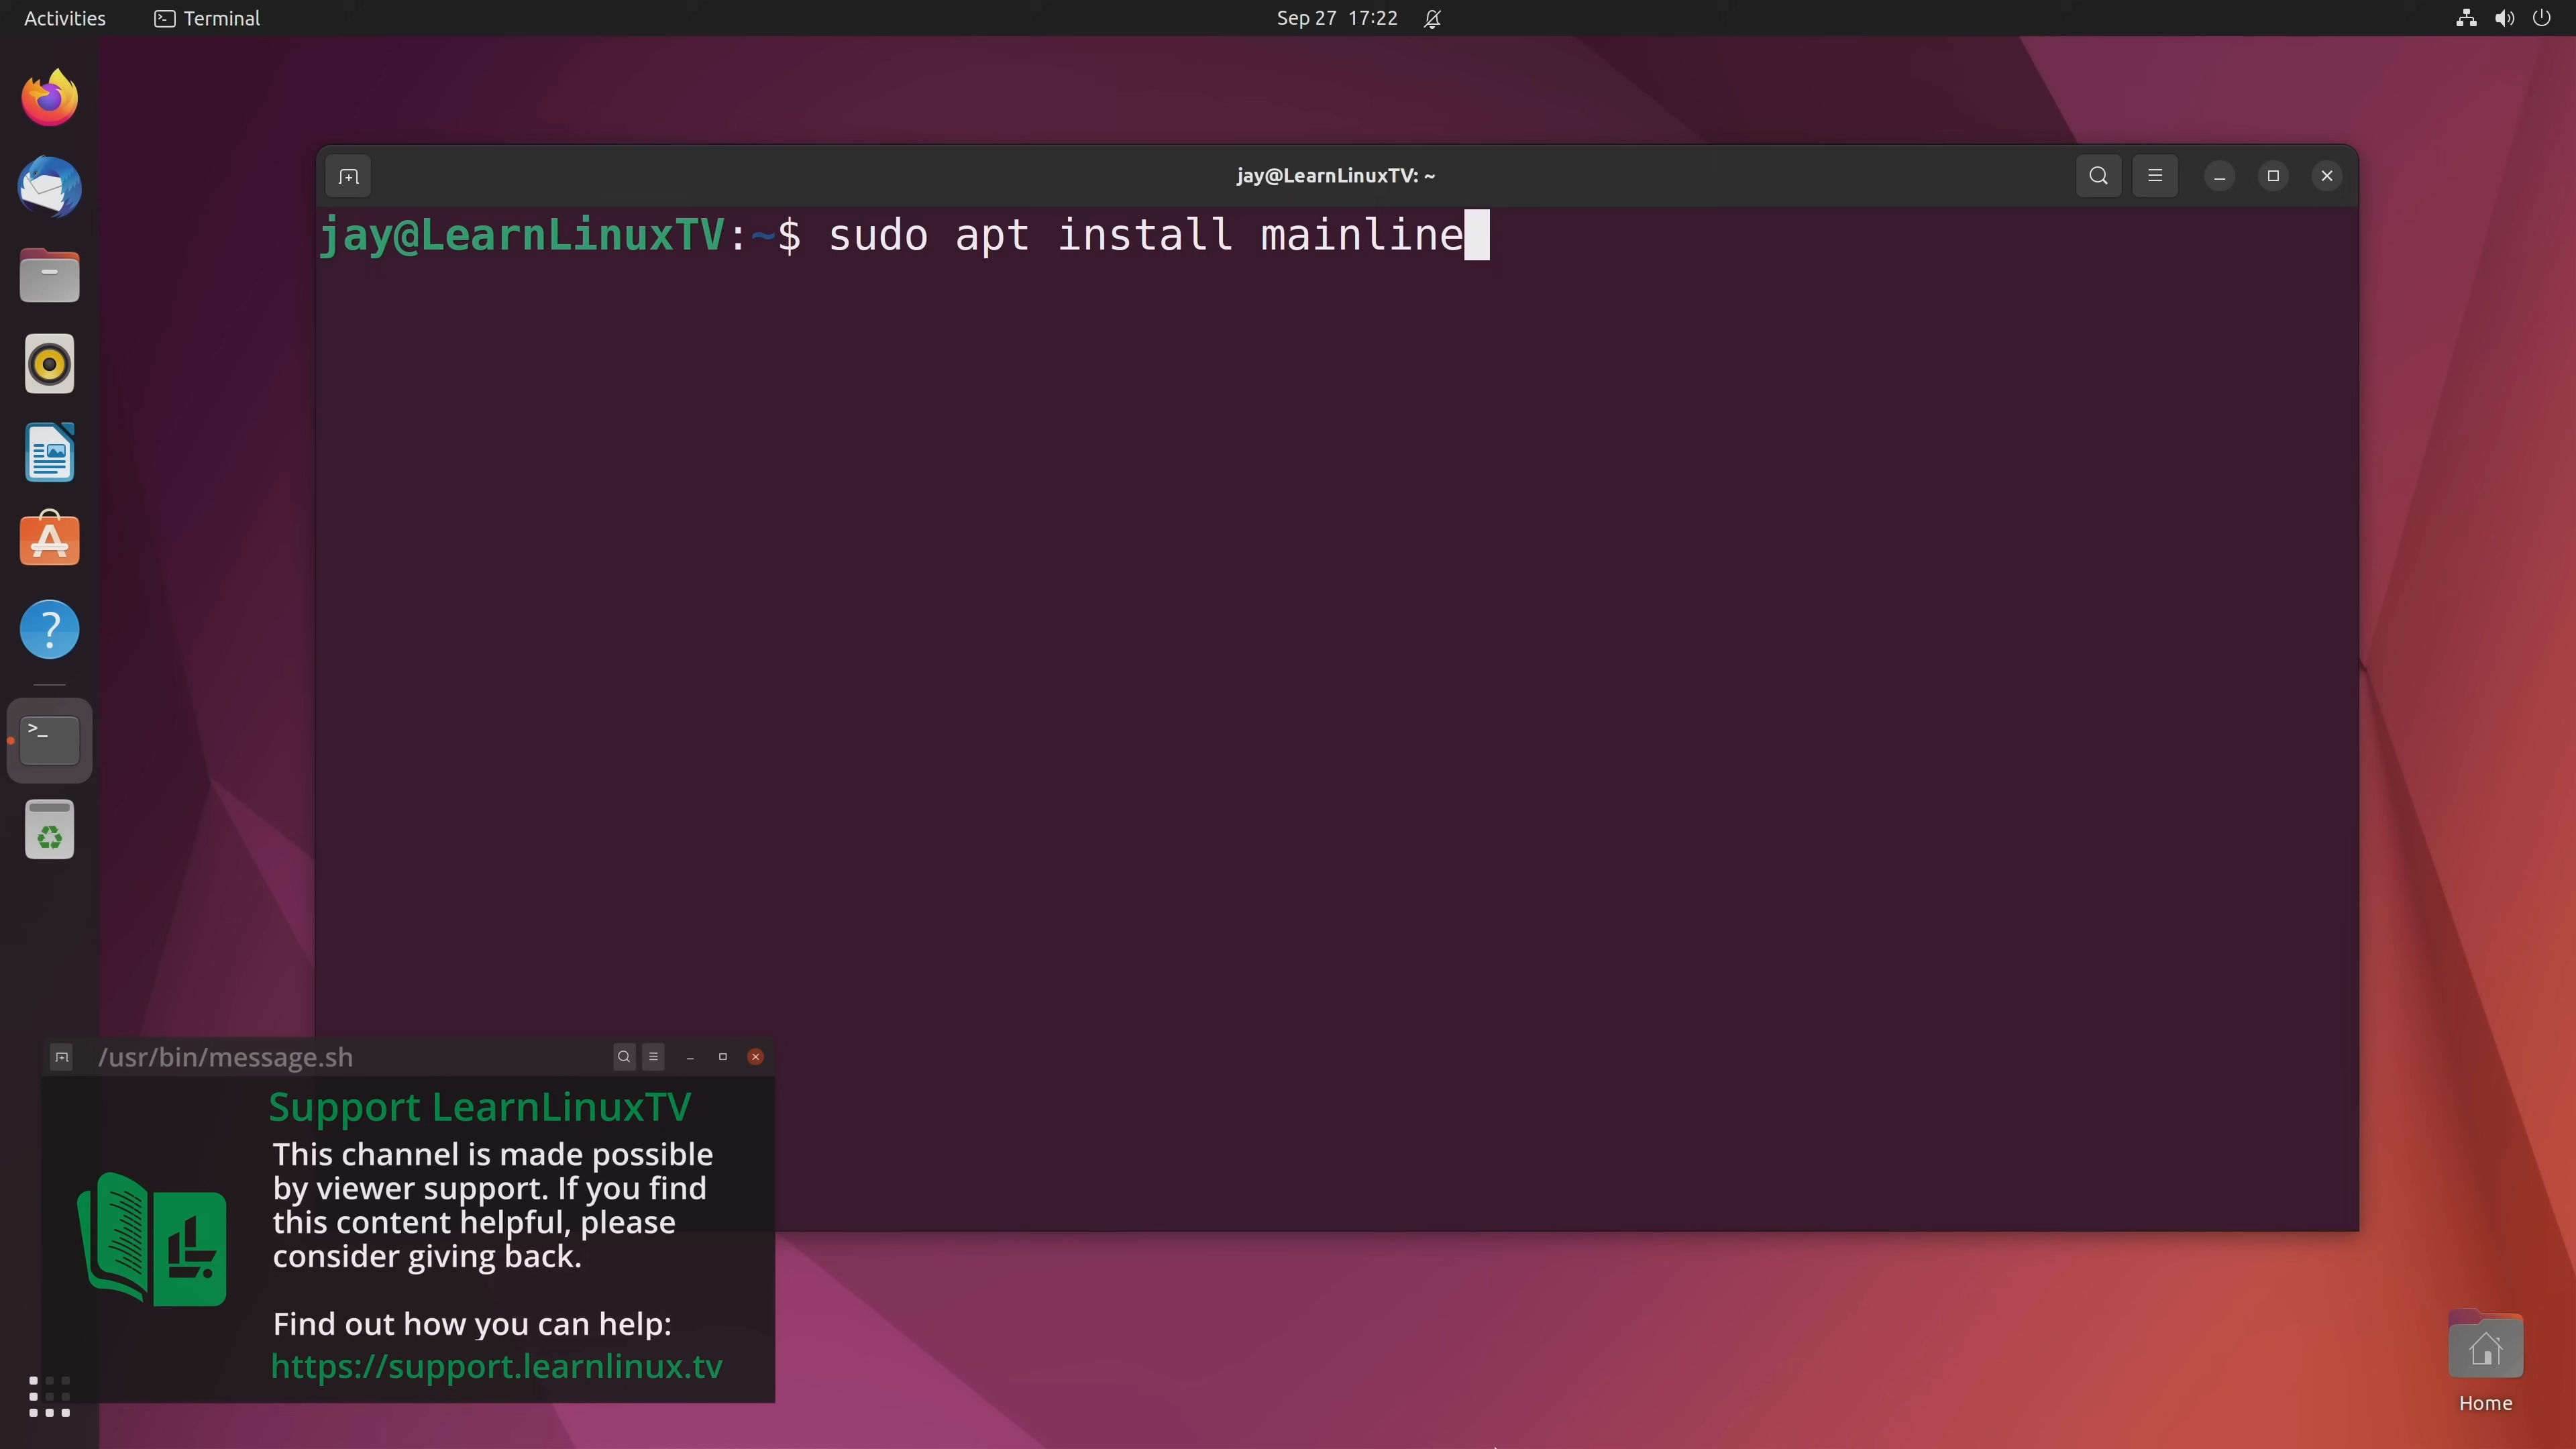 Activities
Terminal
Sep 27 17:22
jay@LearnLinuxTV: ~
jay@LearnLinuxTV:~$ sudo apt install mainline
/usr/bin/message.sh
Support LearnLinuxTV
This channel is made possible
by viewer support. If you find
this content helpful, please
consider giving back.
Find out how you can help:
https://support.learnlinux.tv
Home